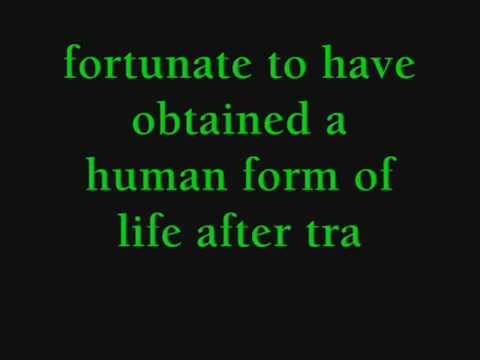 fortunate to have
obtained a
human form of
life after tra